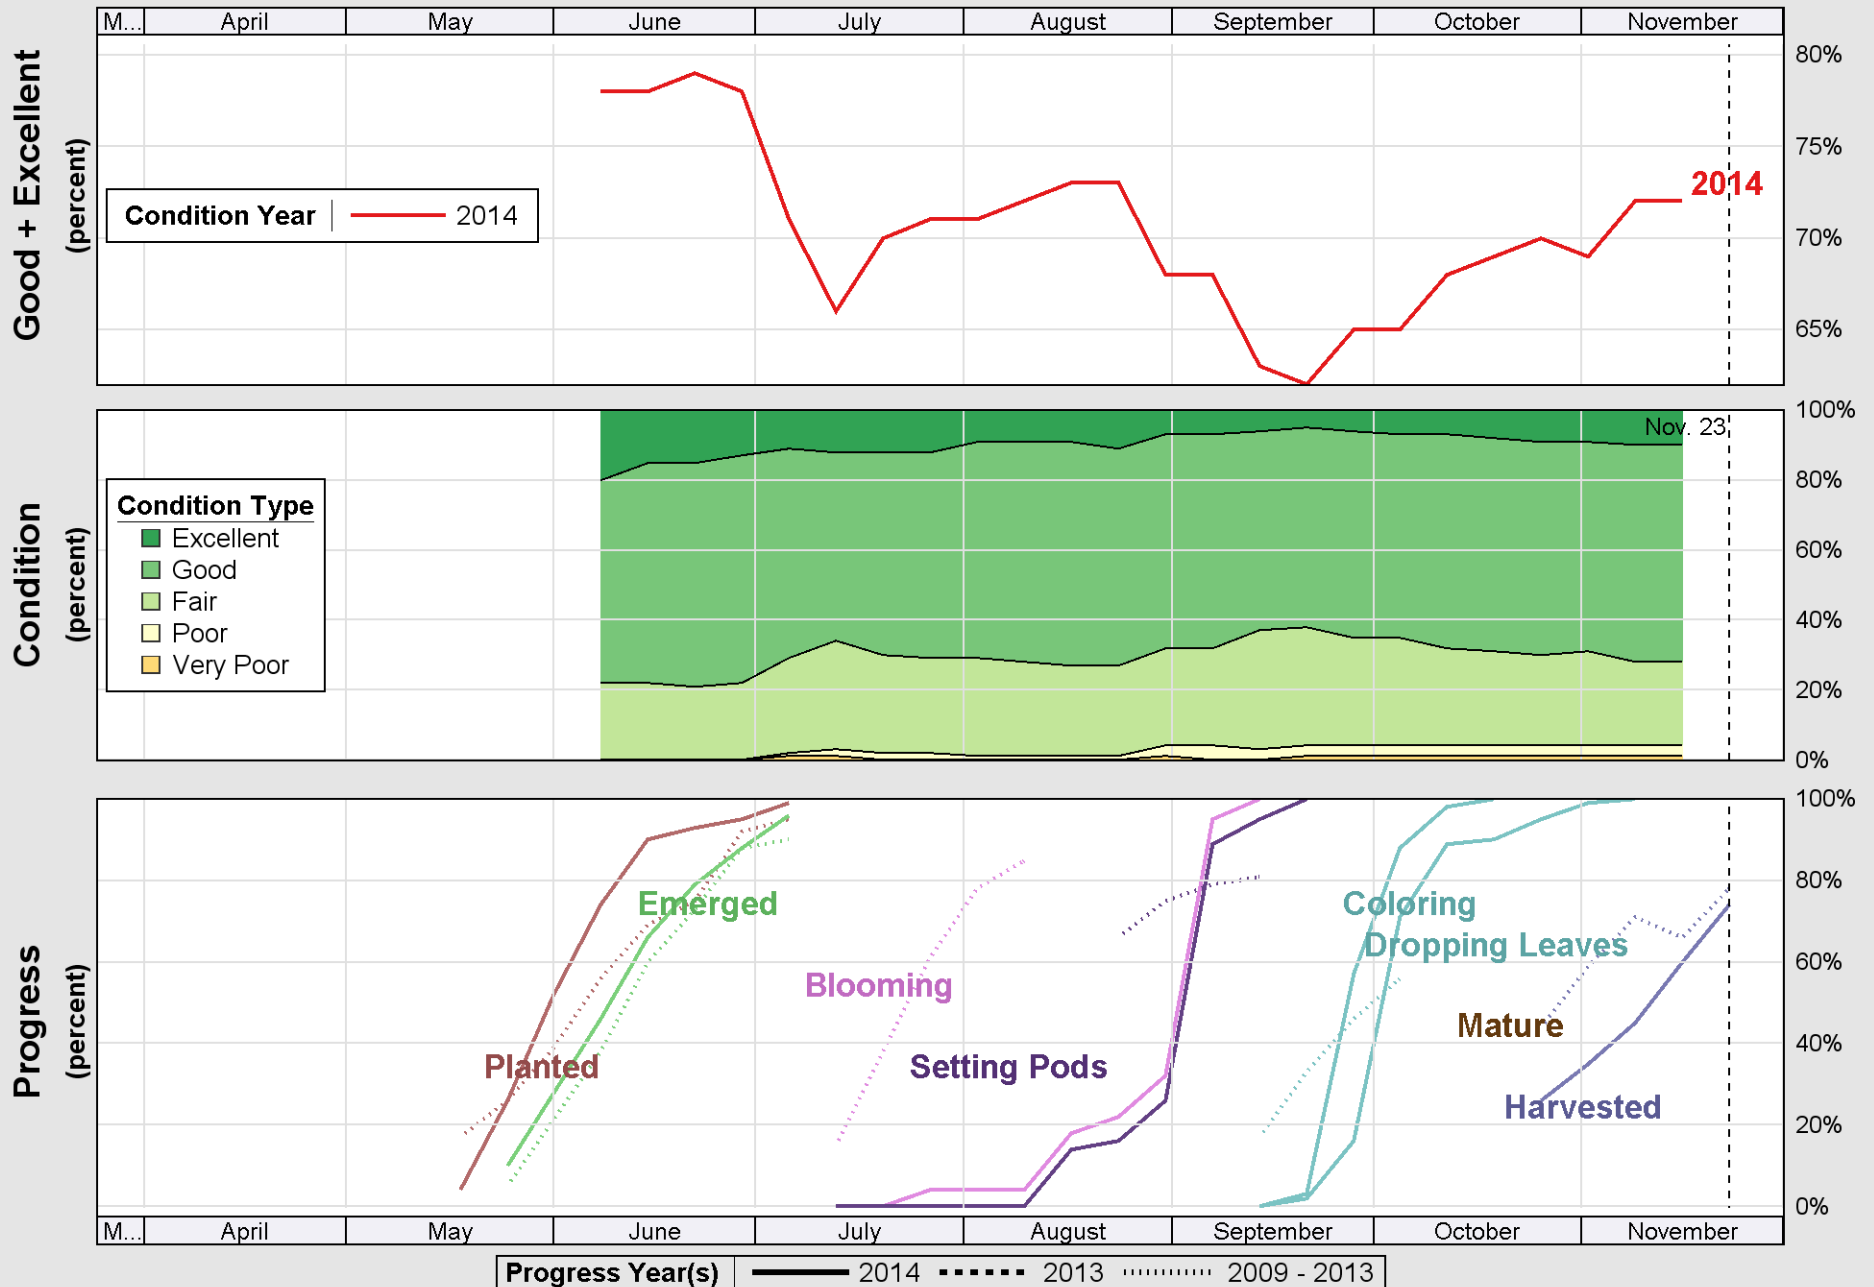 M... April May June July August September October November
Good + Excellent
(percent)
80%
75%
70%
65%
Condition Year 2014
2014
Condition
(percent)
100%
80%
60%
40%
20%
0%
Nov. 23
Condition Type
Excellent
Good
Fair
Poor
Very Poor
Progress
(percent)
100%
80%
60%
40%
20%
0%
Emerged
Coloring
Dropping Leaves
Blooming
Mature
Planted
Setting Pods
Harvested
M... April May June July August September October November
Progress Year(s) 2014 2013 2009 - 2013